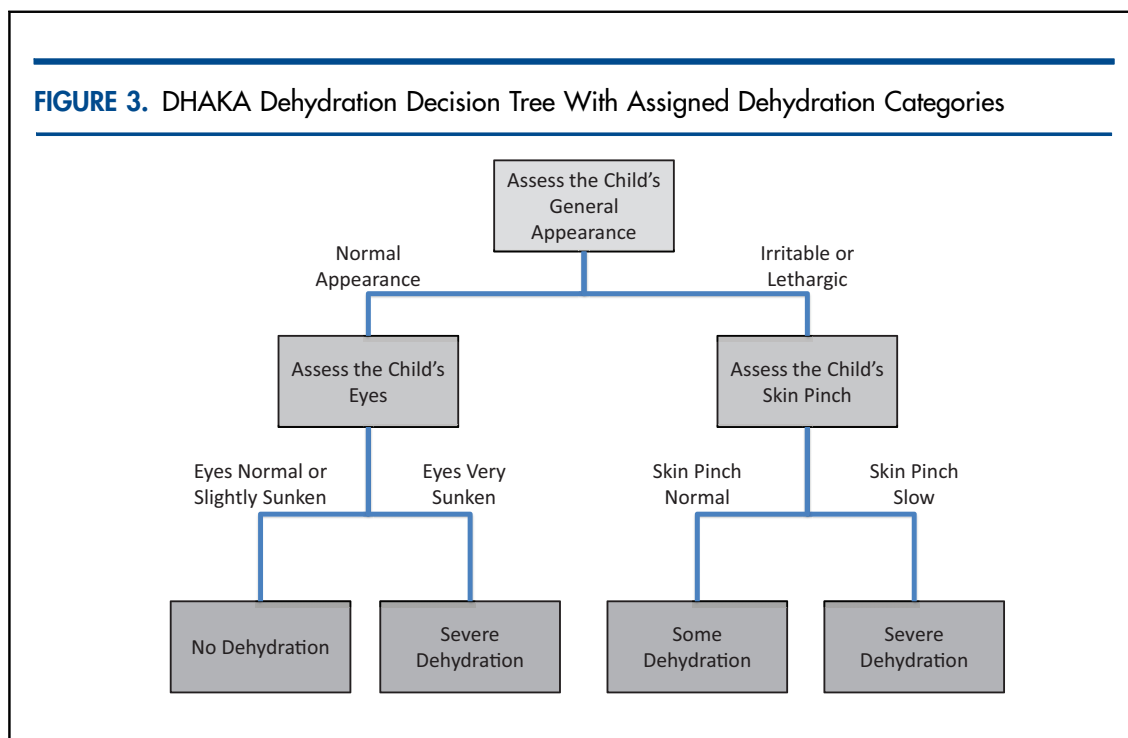 FIGURE 3. DHAKA Dehydration Decision Tree With Assigned Dehydration Categories
Assess the Child's
General
Appearance
Normal
Appearance
Irritable or
Lethargic
Assess the Child's
Eyes
Assess the Child's
Skin Pinch
Eyes Normal or
Slightly Sunken
Eyes Very
Sunken
Skin Pinch
Normal
Skin Pinch
Slow
No Dehydration
Severe
Dehydration
Some
Dehydration
Severe
Dehydration